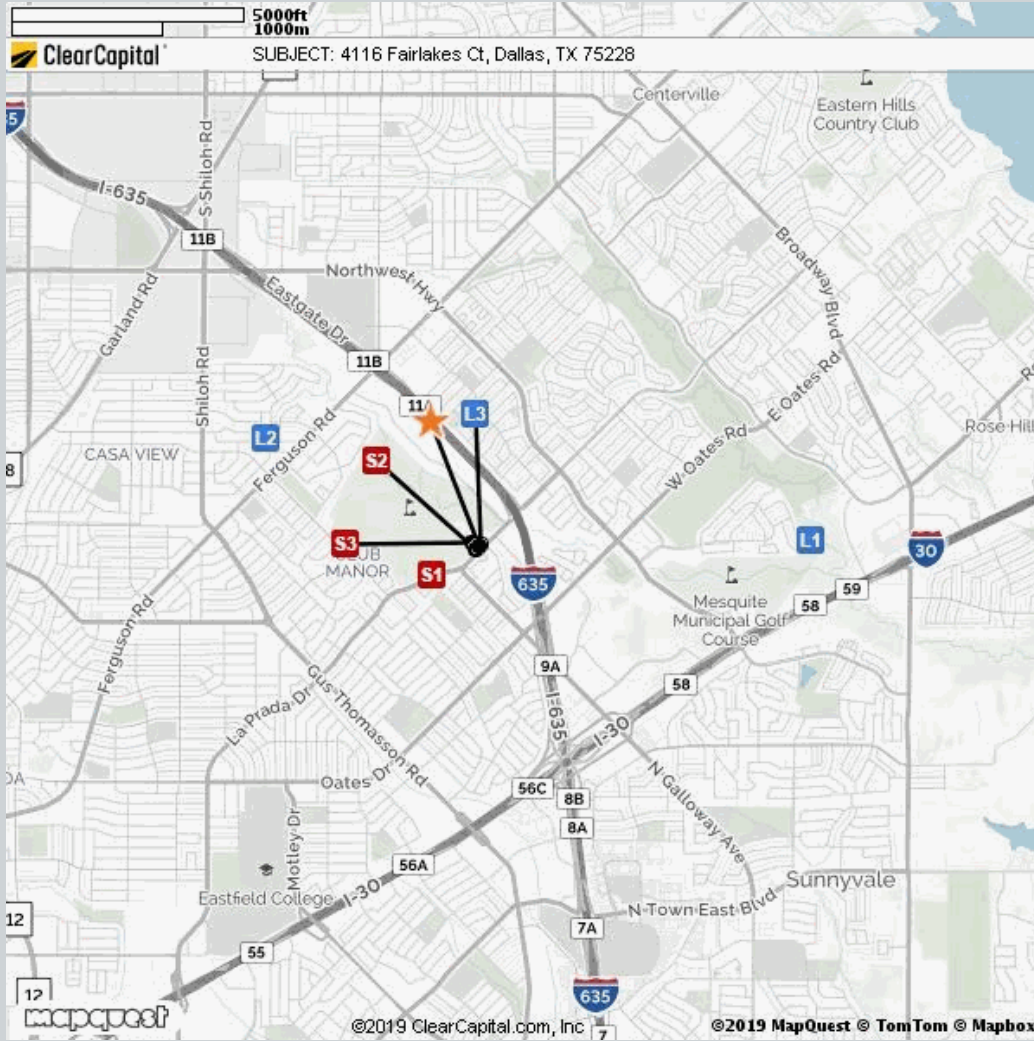 5000ft
1000m
ClearCapital
SUBJECT: 4116 Fairlakes Ct, Dallas, TX 75228
Centerville
Eastern Hills
Country Club
I-635
S Shiloh Rd
11B
Northwest Hwy
Broadway Blvd
Garland Rd
Eastgate Dr
11B
Shiloh Rd
E Oates Rd
L3
L2
Rose Hill
CASA VIEW
Ferguson Rd
W Oates Rd
S2
8
S3
L1
30
MANOR
S1
635
59
58
Mesquite
Municipal Golf
Course
Ferguson Rd
9A
58
Gus Thomasson Rd
I-635
La Prada Dr
I-30
Oates Dr
56C
8B
N Galloway Ave
8A
Motley Dr
56A
Sunnyvale
Eastfield College
I-30
12
N Town East Blvd
7A
55
12
635
mapquest
©2019 ClearCapital.com, Inc
7
©2019 MapQuest © TomTom © Mapbox